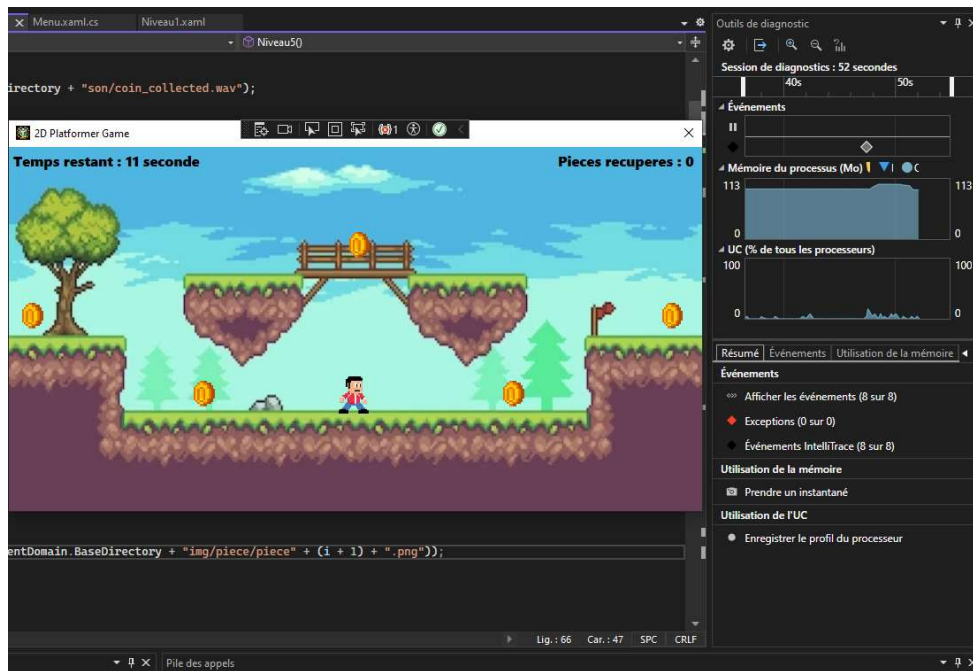 Menu.xaml.cs
Niveau1.xaml
Niveau5()
irectory + "son/coin_collected.wav");
2D Platformer Game
1
Temps restant : 11 seconde
Pieces recuperes : 0
entDomain.BaseDirectory + "img/piece/piece" + (i + 1) + ".png"));
Lig. : 66 Car. : 47 SPC CRLF
Pile des appels
Outils de diagnostic
Session de diagnostics : 52 secondes
40s 50s
Événements
Mémoire du processus (Mo)
113 113
0 0
UC (% de tous les processeurs)
100 100
0 0
Résumé Événements Utilisation de la mémoire
Événements
Afficher les événements (8 sur 8)
Exceptions (0 sur 0)
Événements IntelliTrace (8 sur 8)
Utilisation de la mémoire
Prendre un instantané
Utilisation de l'UC
Enregistrer le profil du processeur